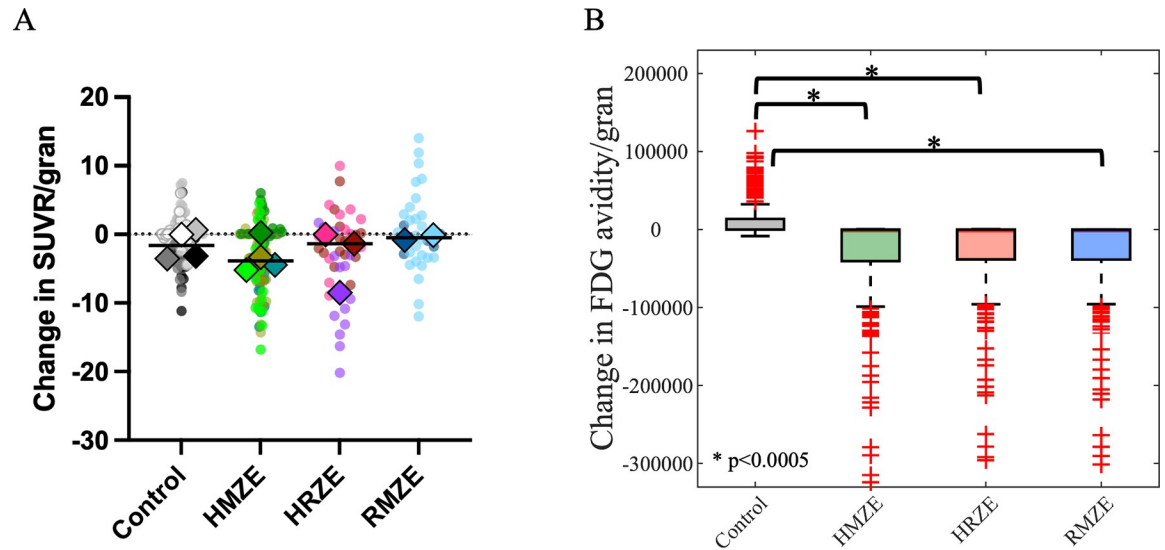 A
Change in SUVR/gran
20
10
0
-10
-20
-30
Control
HMZE
HRZE
RMZE
B
Change in FDG avidity/gran
200000
100000
0
-100000
-200000
-300000
*
*
*
* p<0.0005
Control
HMZE
HRZE
RMZE